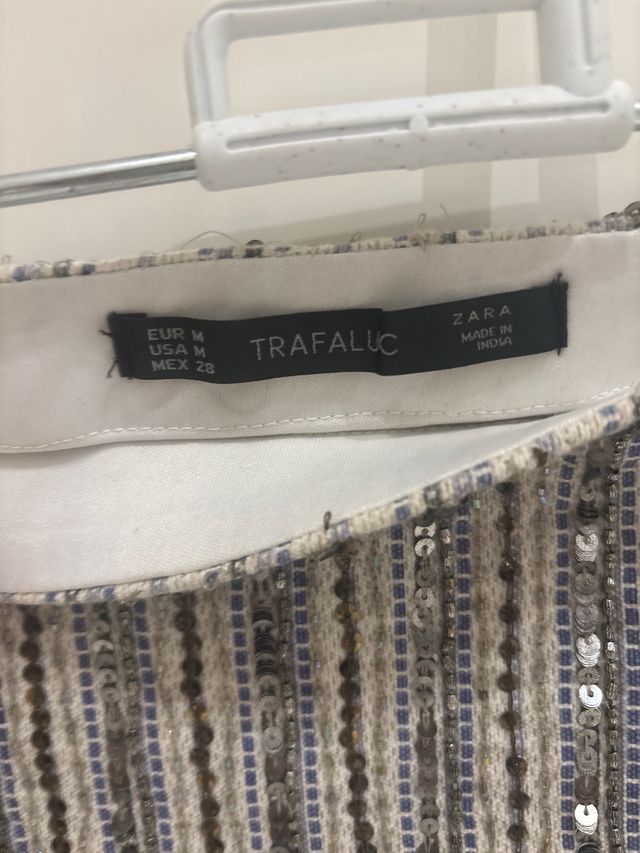 EUR M
USA M
MEX 28
TRAFALUC
ZARA
MADE IN
INDIA